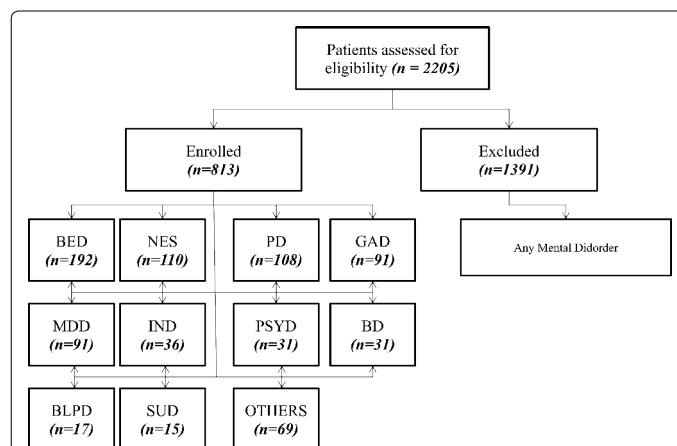 Patients assessed for
eligibility (n = 2205)
Enrolled
(n=813)
Excluded
(n=1391)
Any Mental Didorder
BED
(n=192)
NES
(n=110)
PD
(n=108)
GAD
(n=91)
MDD
(n=91)
IND
(n=36)
PSYD
(n=31)
BD
(n=31)
BLPD
(n=17)
SUD
(n=15)
OTHERS
(n=69)